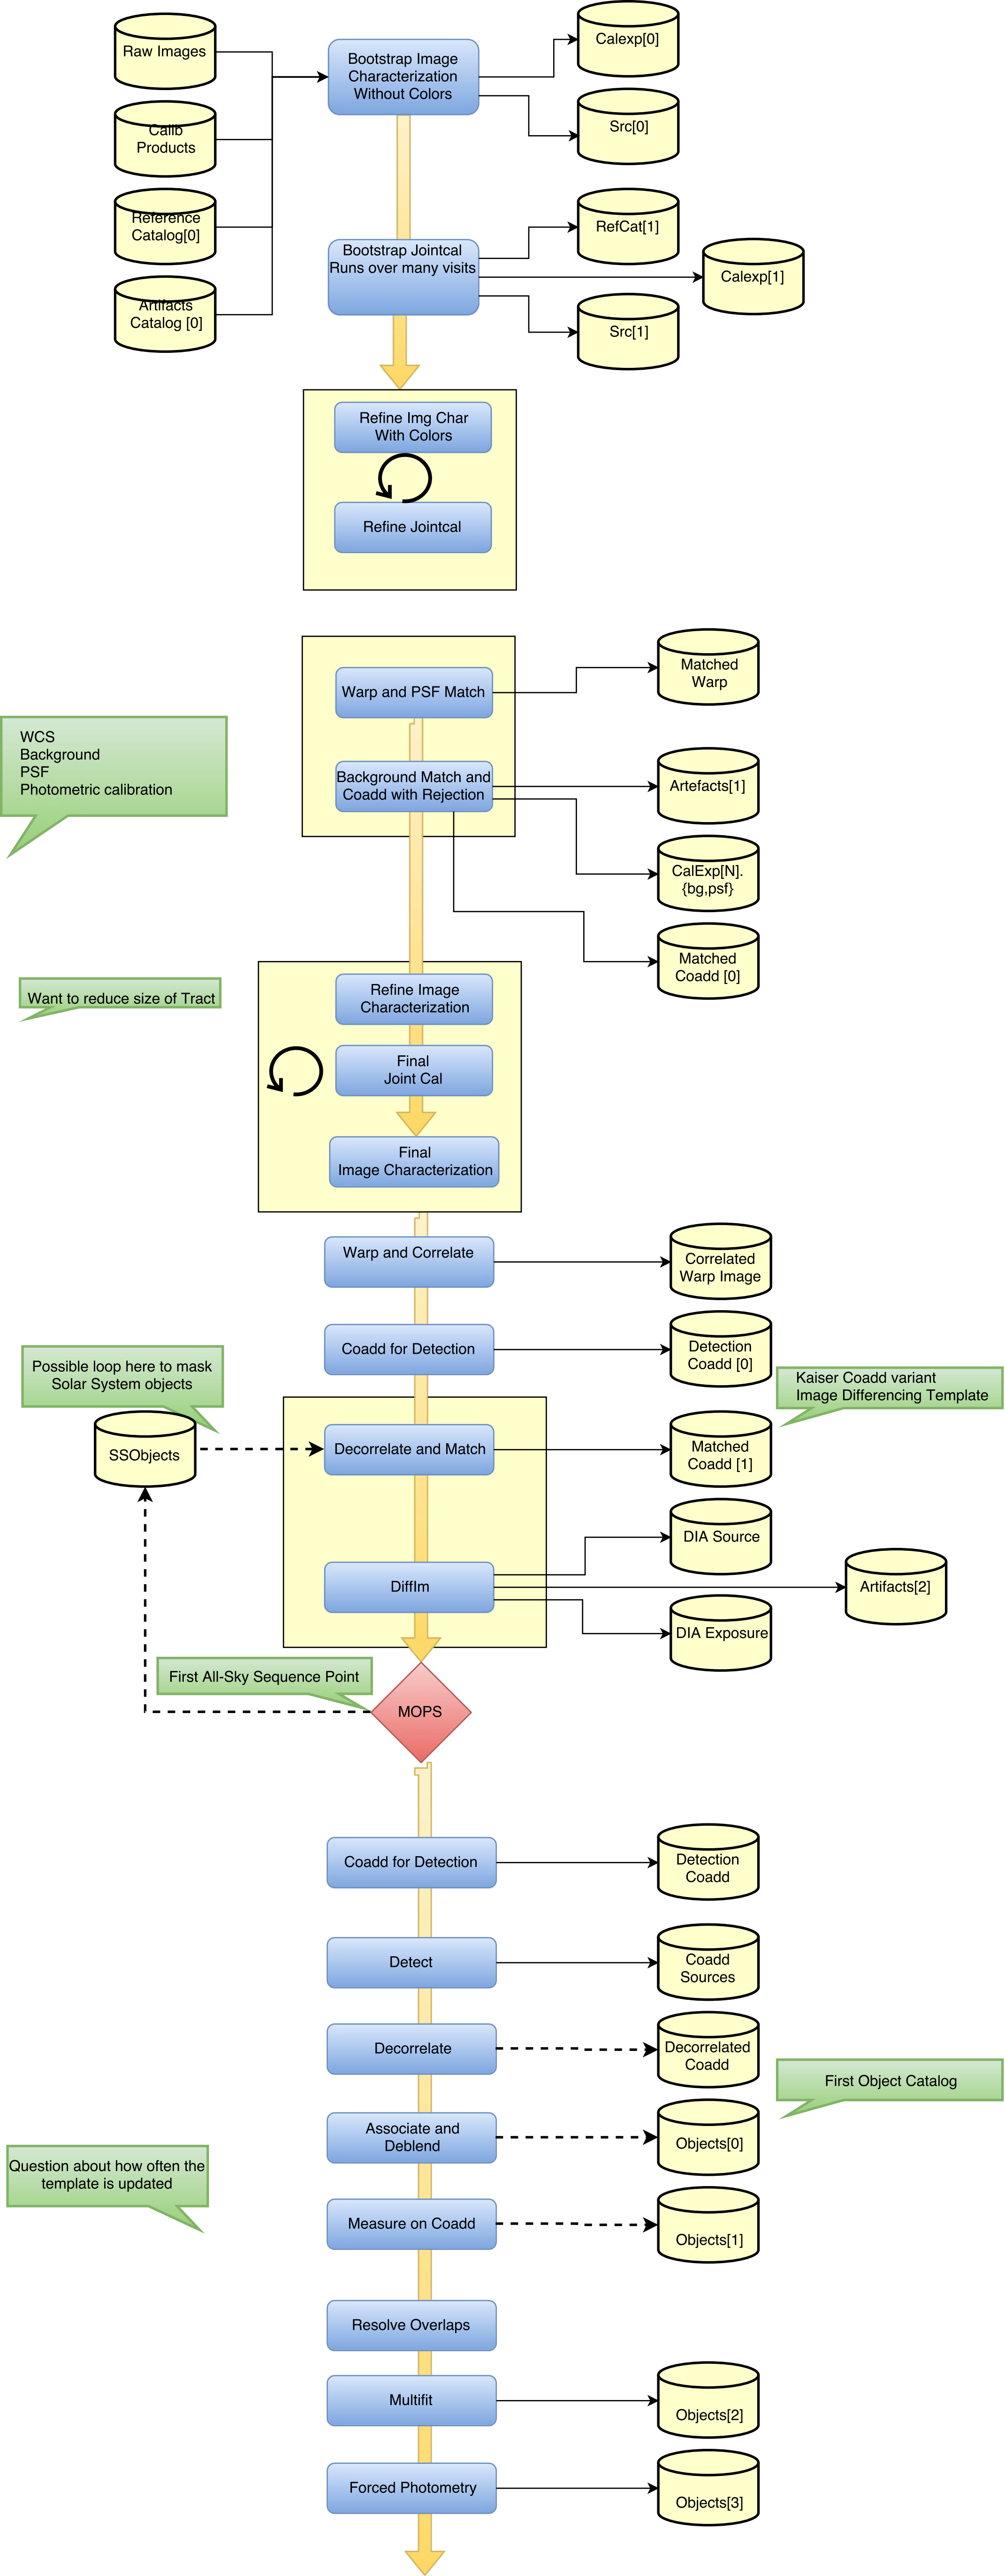 Raw Images
Calib
Products
Reference
Catalog[0]
Artifacts
Catalog [0]
Bootstrap Image
Characterization
Without Colors
Calexp[0]
Src[0]
Bootstrap Jointcal
Runs over many visits
RefCat[1]
Calexp[1]
Src[1]
Refine Img Char
With Colors
Refine Jointcal
WCS
Background
PSF
Photometric calibration
Warp and PSF Match
Matched
Warp
Background Match and
Coadd with Rejection
Artefacts[1]
CalExp[N].
{bg,psf}
Matched
Coadd [0]
Want to reduce size of Tract
Refine Image
Characterization
Final
Joint Cal
Final
Image Characterization
Warp and Correlate
Correlated
Warp Image
Coadd for Detection
Detection
Coadd [0]
Possible loop here to mask
Solar System objects
Kaiser Coadd variant
Image Differencing Template
SSObjects
Decorrelate and Match
Matched
Coadd [1]
DIA Source
DiffIm
Artifacts[2]
DIA Exposure
First All-Sky Sequence Point
MOPS
Coadd for Detection
Detection
Coadd
Detect
Coadd
Sources
Decorrelate
Decorrelated
Coadd
First Object Catalog
Associate and
Deblend
Objects[0]
Question about how often the
template is updated
Measure on Coadd
Objects[1]
Resolve Overlaps
Multifit
Objects[2]
Forced Photometry
Objects[3]